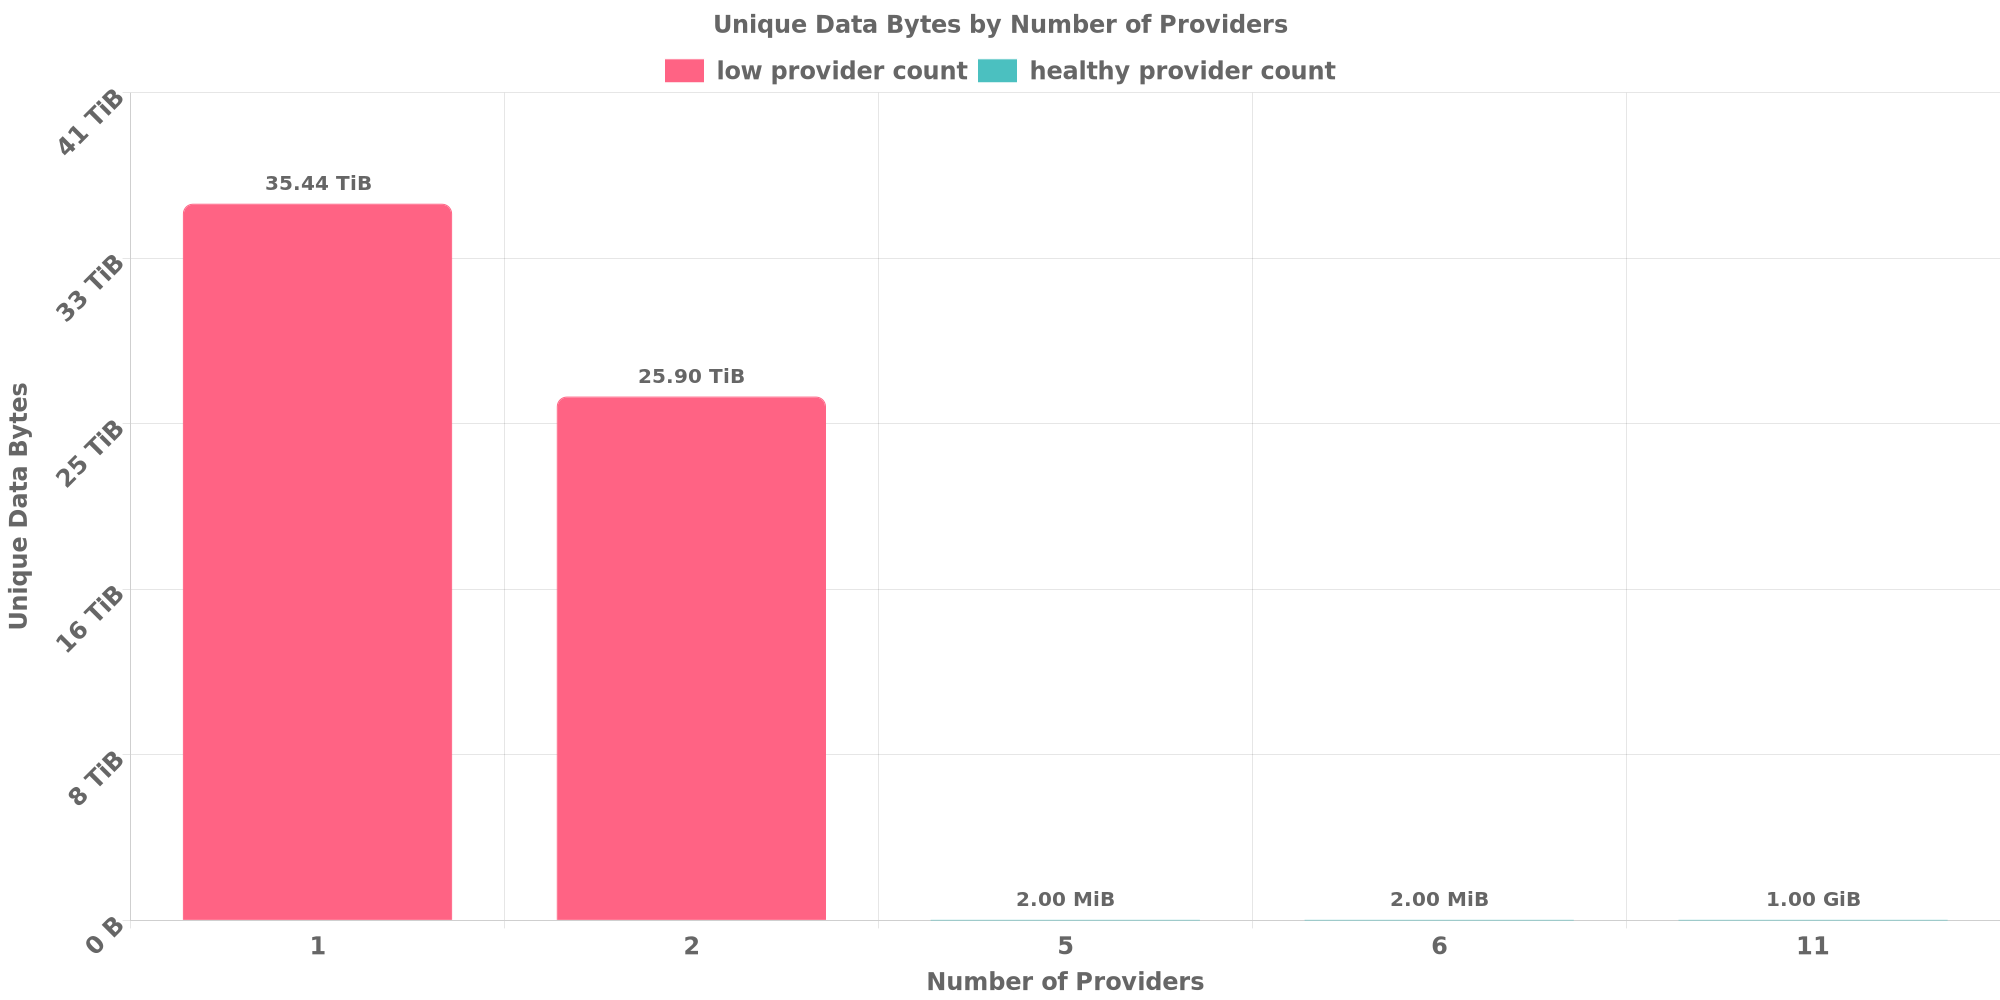 Unique Data Bytes by Number of Providers
low provider count healthy provider count
41 TiB
33 TiB
25 TiB
16 TiB
8 TiB
0 B
Unique Data Bytes
35.44 TiB
25.90 TiB
2.00 MiB
2.00 MiB
1.00 GiB
1 2 5 6 11
Number of Providers